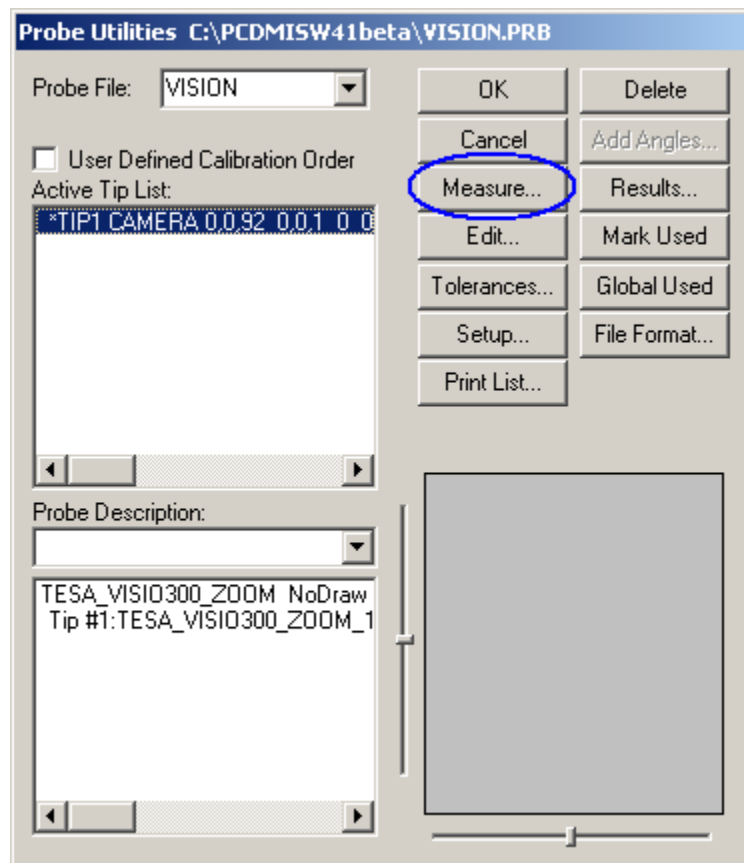 Probe Utilities C:\PCDMISW41beta\VISION.PRB
Probe File: VISION
OK
Delete
User Defined Calibration Order
Cancel
Add Angles...
Active Tip List:
Measure...
Results...
*TIP1 CAMERA 0,0,92 0,0,1 0 0
Edit...
Mark Used
Tolerances...
Global Used
Setup...
File Format...
Print List...
Probe Description:
TESA_VISIO300_ZOOM NoDraw
Tip #1:TESA_VISIO300_ZOOM_1